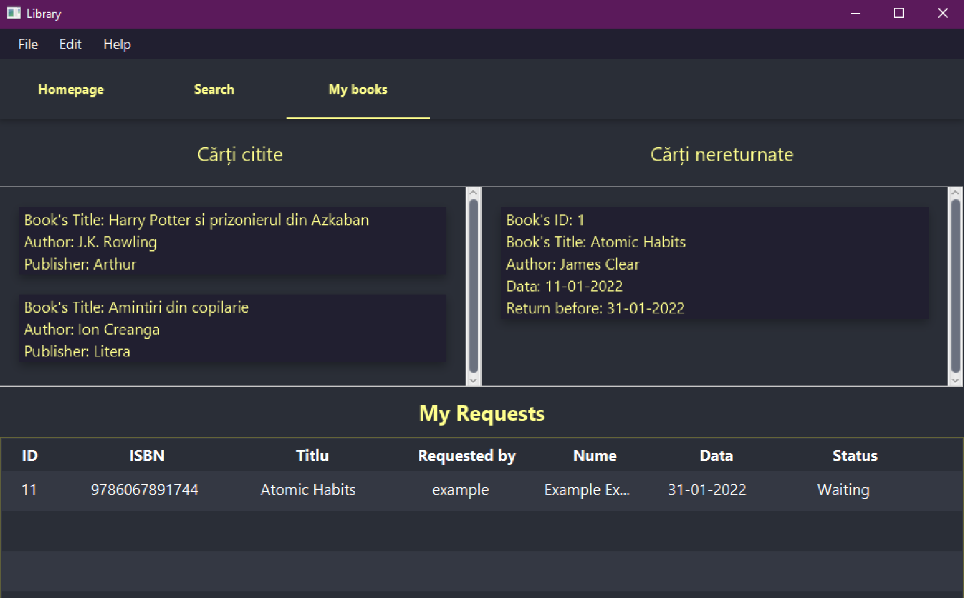 Library
File Edit Help
Homepage Search My books
Cărți citite
Book's Title: Harry Potter si prizonierul din Azkaban
Author: J.K. Rowling
Publisher: Arthur
Book's Title: Amintiri din copilarie
Author: Ion Creanga
Publisher: Litera
Cărți nereturnate
Book's ID: 1
Book's Title: Atomic Habits
Author: James Clear
Data: 11-01-2022
Return before: 31-01-2022
My Requests
ID ISBN Titlu Requested by Nume Data Status
11 9786067891744 Atomic Habits example Example Ex... 31-01-2022 Waiting